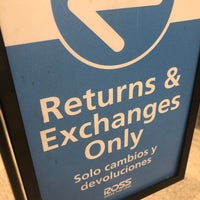 Returns &
Exchanges
Only
Solo cambios y
devoluciones
ROSS